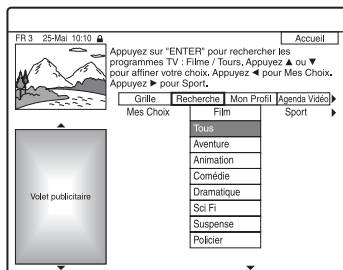 FR 3 25-Mai 10:10
Accueil
Appuyez sur "ENTER" pour rechercher les
programmes TV : Filme / Tours. Appuyez ▲ ou ▼
pour affiner votre choix. Appuyez ◄ pour Mes Choix.
Appuyez ► pour Sport.
Grille Recherche Mon Profil Agenda Vidéo
Mes Choix Film Sport
Tous
Aventure
Animation
Comédie
Dramatique
Sci Fi
Suspense
Policier
Volet publicitaire